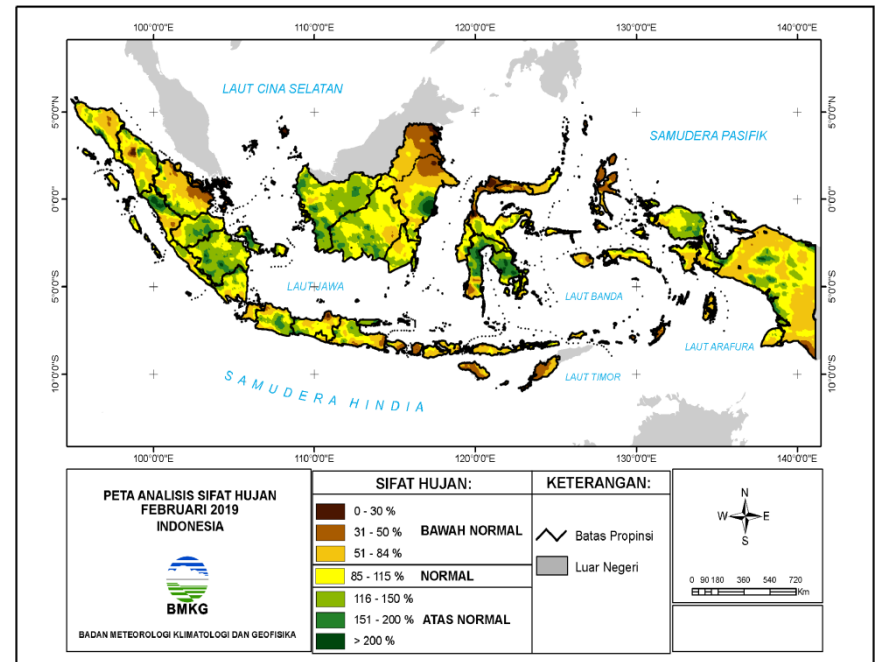 100°0'0"E 110°0'0"E 120°0'0"E 130°0'0"E 140°0'0"E
LAUT CINA SELATAN
5°0'0"N 5°0'0"N
SAMUDERA PASIFIK
0°0'0" 0°0'0"
LAUT JAWA
5°0'0"S 5°0'0"S
LAUT BANDA
LAUT ARAFURA
10°0'0"S 10°0'0"S
LAUT TIMOR
SAMUDERA HINDIA
100°0'0"E 110°0'0"E 120°0'0"E 130°0'0"E 140°0'0"E
PETA ANALISIS SIFAT HUJAN
FEBRUARI 2019
INDONESIA
BMKG
BADAN METEOROLOGI KLIMATOLOGI DAN GEOFISIKA
SIFAT HUJAN:
0 - 30 %
31 - 50 % BAWAH NORMAL
51 - 84 %
85 - 115 % NORMAL
116 - 150 %
151 - 200 % ATAS NORMAL
> 200 %
KETERANGAN:
Batas Propinsi
Luar Negeri
N
W E
S
0 90 180 360 540 720
Km